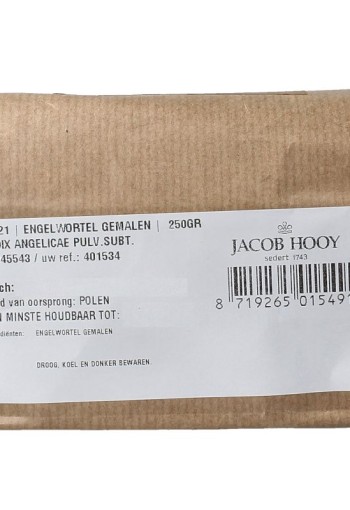 21 | ENGELWORTEL GEMALEN | 250GR
DIX ANGELICAE PULV.SUBT.
45543 / uw ref.: 401534
JACOB HOOY
sedert 1743
ch:
d van oorsprong: POLEN
N MINSTE HOUDBAAR TOT:
diënten: ENGELWORTEL GEMALEN
DROOG, KOEL EN DONKER BEWAREN.
8 719265 01549